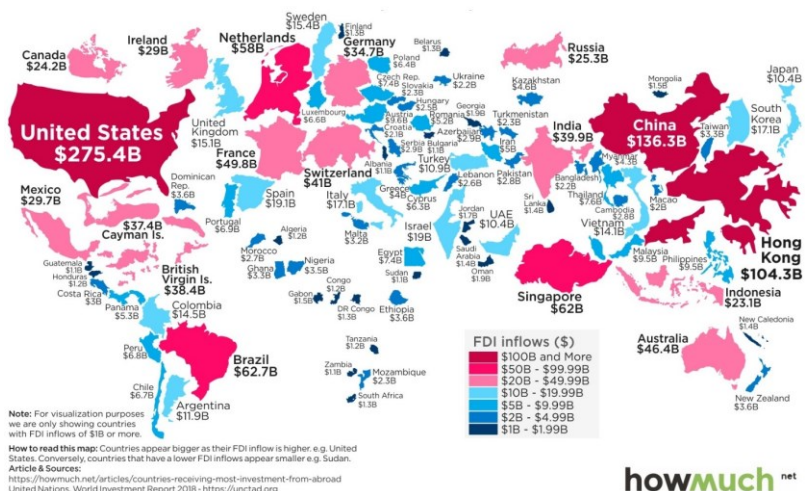 Canada
$24.2B
Ireland
$29B
Netherlands
$58B
Sweden
$15.4B
Finland
$1.3B
Germany
$34.7B
Belarus
$1.3B
Russia
$25.3B
Poland
$6.4B
Czech Rep.
$7.4B
Slovakia
$2.3B
Ukraine
$2.2B
Kazakhstan
$4.6B
Mongolia
$1.5B
Japan
$10.4B
South
Korea
$17.1B
United States
$275.4B
United
Kingdom
$15.1B
Luxembourg
$6.6B
Hungary
$2.5B
Austria
$9.6B
Romania
$5.2B
Georgia
$1.9B
Turkmenistan
$2.3B
Croatia
$2.1B
Azerbaijan
$2.9B
Serbia
$2.9B
Bulgaria
$1.1B
Iran
$5B
India
$39.9B
China
$136.3B
Taiwan
$3.3B
France
$49.8B
Switzerland
$41B
Albania
$1.1B
Turkey
$10.9B
Lebanon
$2.6B
Pakistan
$2.8B
Bangladesh
$2.2B
Myanmar
$4.3B
Mexico
$29.7B
Dominican
Rep.
$3.6B
Spain
$19.1B
Italy
$17.1B
Greece
$4B
Cyprus
$6.3B
Sri
Lanka
$1.4B
Thailand
$7.6B
Cambodia
$2.8B
Macao
$2B
$37.4B
Cayman Is.
Portugal
$6.9B
Malta
$3.2B
Israel
$19B
Jordan
$1.7B
UAE
$10.4B
Vietnam
$14.1B
Hong
Kong
$104.3B
Guatemala
$1.1B
Honduras
$1.2B
Costa Rica
$3B
Panama
$5.3B
British
Virgin Is.
$38.4B
Morocco
$2.7B
Algeria
$1.2B
Ghana
$3.3B
Nigeria
$3.5B
Egypt
$7.4B
Saudi
Arabia
$1.4B
Oman
$1.9B
Malaysia
$9.5B
Philippines
$9.5B
Colombia
$14.5B
Gabon
$1.5B
Congo
$1.2B
DR Congo
$1.3B
Sudan
$1.1B
Ethiopia
$3.6B
Singapore
$62B
Indonesia
$23.1B
Peru
$6.8B
Brazil
$62.7B
Tanzania
$1.2B
Zambia
$1.1B
Mozambique
$2.3B
South Africa
$1.3B
Australia
$46.4B
New Caledonia
$1.4B
New Zealand
$3.6B
Chile
$6.7B
Argentina
$11.9B
FDI inflows ($)
$100B and More
$50B - $99.99B
$20B - $49.99B
$10B - $19.99B
$5B - $9.99B
$2B - $4.99B
$1B - $1.99B
Note: For visualization purposes
we are only showing countries
with FDI inflows of $1B or more.
How to read this map: Countries appear bigger as their FDI inflow is higher. e.g. United
States. Conversely, countries that have a lower FDI inflows appear smaller e.g. Sudan.
Article & Sources:
https://howmuch.net/articles/countries-receiving-most-investment-from-abroad
United Nations, World Investment Report 2018 - https://unctad.org
howmuch net